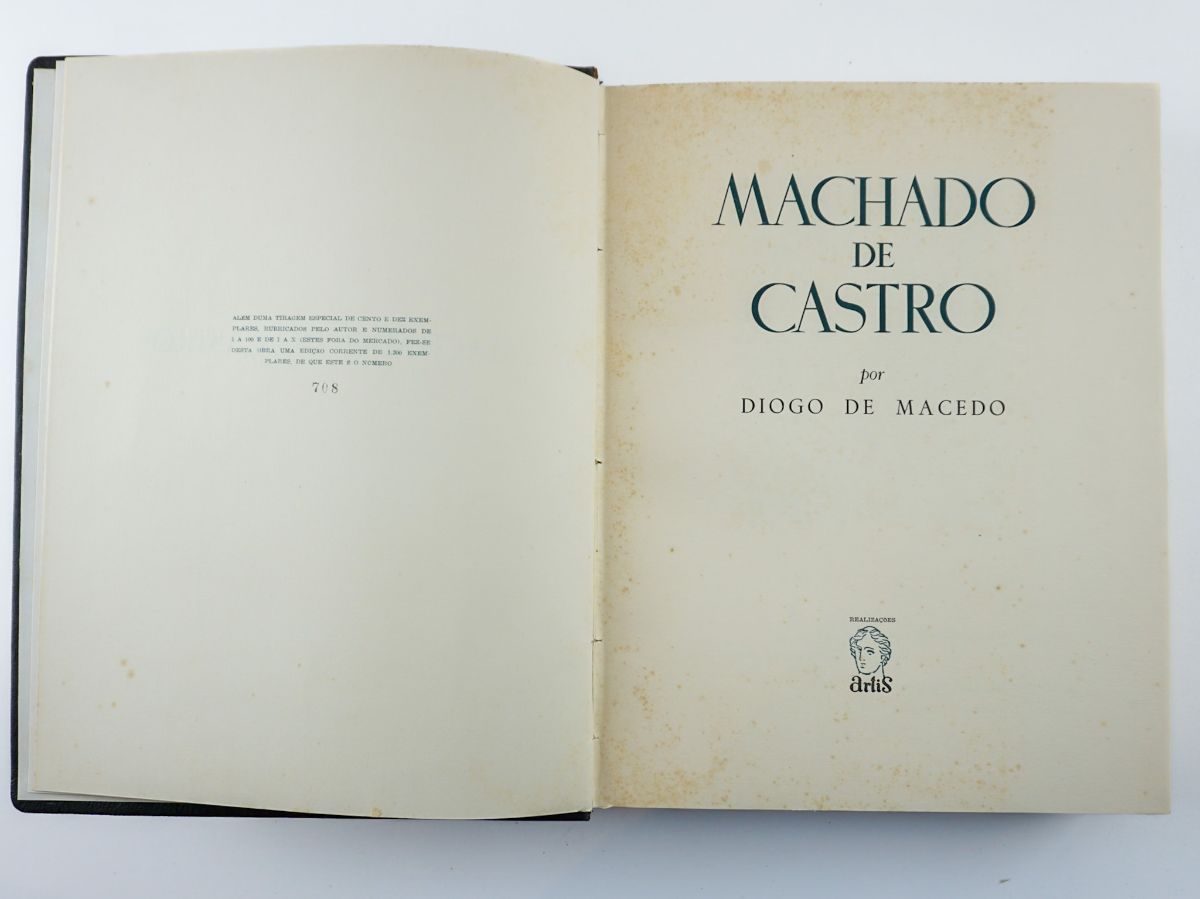 ALEM DUMA TIRAGEM ESPECIAL DE CENTO E DEZ EXEM-
PLARES, RUBRICADOS PELO AUTOR E NUMERADOS DE
1 A 100 E DE I A X (ESTES FORA DO MERCADO), FEZ-SE
DESTA OBRA UMA EDIÇÃO CORRENTE DE 1.200 EXEM-
PLARES, DE QUE ESTE É O NÚMERO
708
MACHADO
DE
CASTRO
por
DIOGO DE MACEDO
REALIZAÇÕES
artis